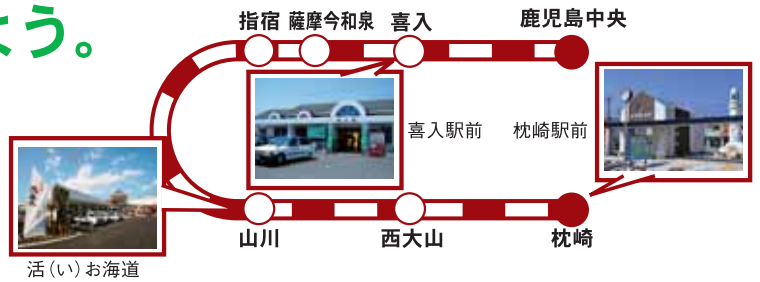 よう。
指宿 薩摩今和泉 喜入 鹿児島中央
喜入駅前 枕崎駅前
山川 西大山 枕崎
活(い)お海道